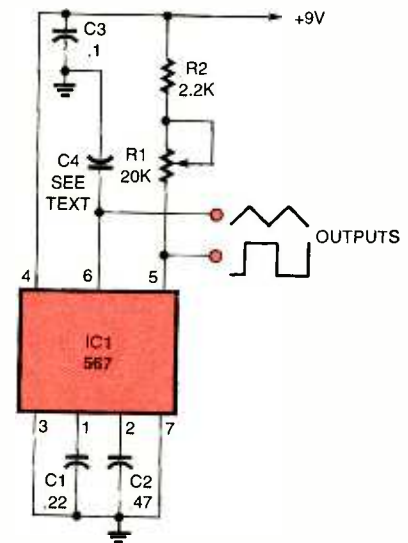 +9V
C3
.1
R2
2.2K
C4
SEE
TEXT
R1
20K
OUTPUTS
4
6
5
IC1
567
3
1
2
7
C1
.22
C2
47